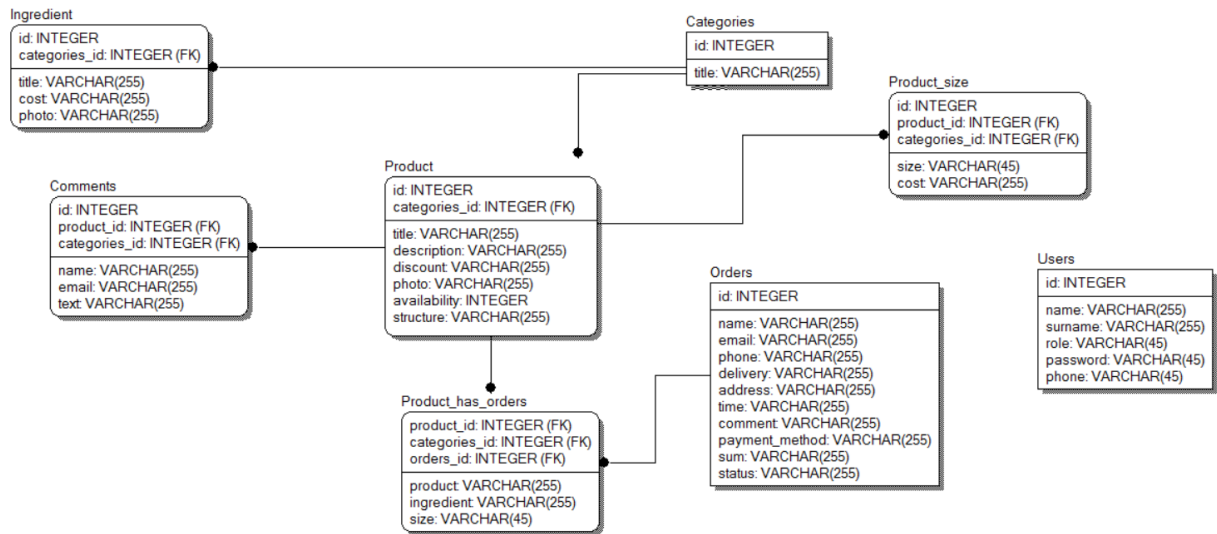 Ingredient
id: INTEGER
categories_id: INTEGER (FK)
title: VARCHAR(255)
cost: VARCHAR(255)
photo: VARCHAR(255)
Categories
id: INTEGER
title: VARCHAR(255)
Product_size
id: INTEGER
product_id: INTEGER (FK)
categories_id: INTEGER (FK)
size: VARCHAR(45)
cost: VARCHAR(255)
Comments
id: INTEGER
product_id: INTEGER (FK)
categories_id: INTEGER (FK)
name: VARCHAR(255)
email: VARCHAR(255)
text: VARCHAR(255)
Product
id: INTEGER
categories_id: INTEGER (FK)
title: VARCHAR(255)
description: VARCHAR(255)
discount: VARCHAR(255)
photo: VARCHAR(255)
availability: INTEGER
structure: VARCHAR(255)
Orders
id: INTEGER
name: VARCHAR(255)
email: VARCHAR(255)
phone: VARCHAR(255)
delivery: VARCHAR(255)
address: VARCHAR(255)
time: VARCHAR(255)
comment: VARCHAR(255)
payment_method: VARCHAR(255)
sum: VARCHAR(255)
status: VARCHAR(255)
Users
id: INTEGER
name: VARCHAR(255)
surname: VARCHAR(255)
role: VARCHAR(45)
password: VARCHAR(45)
phone: VARCHAR(45)
Product_has_orders
product_id: INTEGER (FK)
categories_id: INTEGER (FK)
orders_id: INTEGER (FK)
product: VARCHAR(255)
ingredient: VARCHAR(255)
size: VARCHAR(45)